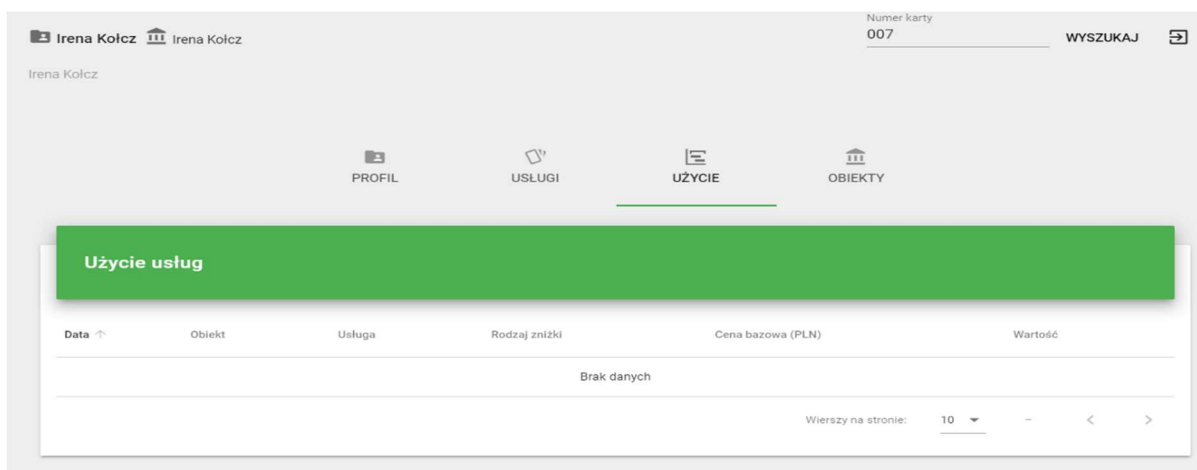 Numer karty
Irena Kołcz Irena Kołcz 007 WYSZUKAJ
Irena Kołcz
PROFIL USŁUGI UŻYCIE OBIEKTY
Użycie usług
Data ↑ Obiekt Usługa Rodzaj zniżki Cena bazowa (PLN) Wartość
Brak danych
Wierszy na stronie: 10 –